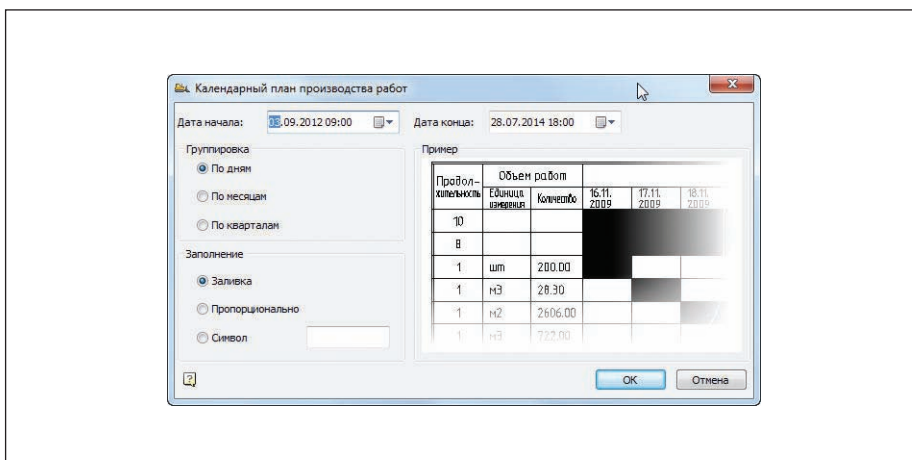 Календарный план производства работ
Дата начала: 03.09.2012 09:00 Дата конца: 28.07.2014 18:00
Группировка
По дням
По месяцам
По кварталам
Заполнение
Заливка
Пропорционально
Символ
Пример
Продол-
жительность
Объем работ
Единица
измерения
Количество
16.11.
2009
17.11.
2009
18.11.
2009
10
8
1 шт 200.00
1 м3 28.30
1 м2 2606.00
1 м3 722.00
OK Отмена